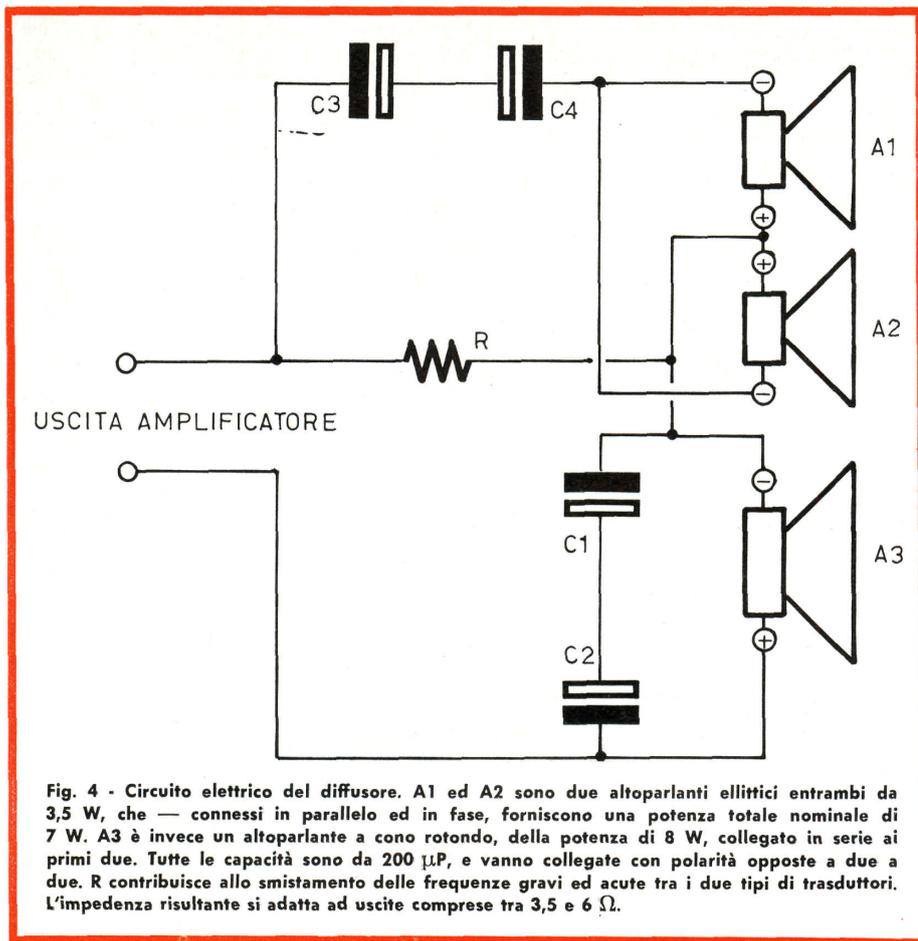 C3
C4
−
A1
+
+
R
A2
−
USCITA AMPLIFICATORE
−
C1
A3
C2
+
Fig. 4 - Circuito elettrico del diffusore. A1 ed A2 sono due altoparlanti ellittici entrambi da
3,5 W, che — connessi in parallelo ed in fase, forniscono una potenza totale nominale di
7 W. A3 è invece un altoparlante a cono rotondo, della potenza di 8 W, collegato in serie ai
primi due. Tutte le capacità sono da 200 μP, e vanno collegate con polarità opposte a due a
due. R contribuisce allo smistamento delle frequenze gravi ed acute tra i due tipi di trasduttori.
L'impedenza risultante si adatta ad uscite comprese tra 3,5 e 6 Ω.